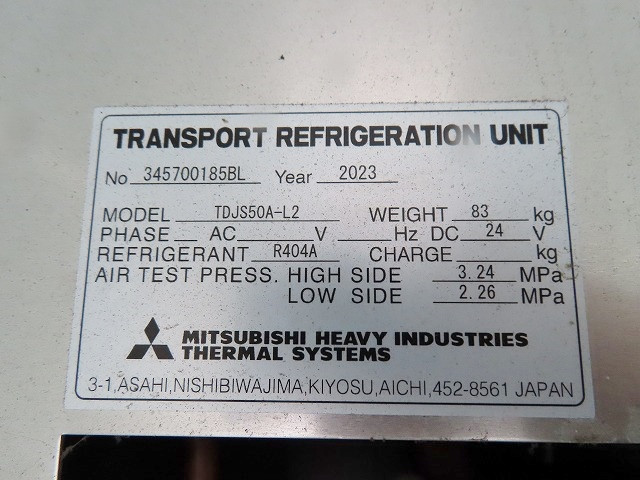 TRANSPORT REFRIGERATION UNIT
No 345700185BL Year 2023
MODEL TDJS50A-L2 WEIGHT 83 kg
PHASE AC V Hz DC 24 V
REFRIGERANT R404A CHARGE kg
AIR TEST PRESS. HIGH SIDE 3.24 MPa
LOW SIDE 2.26 MPa
MITSUBISHI HEAVY INDUSTRIES
THERMAL SYSTEMS
3-1,ASAHI,NISHIBIWAJIMA,KIYOSU,AICHI,452-8561 JAPAN